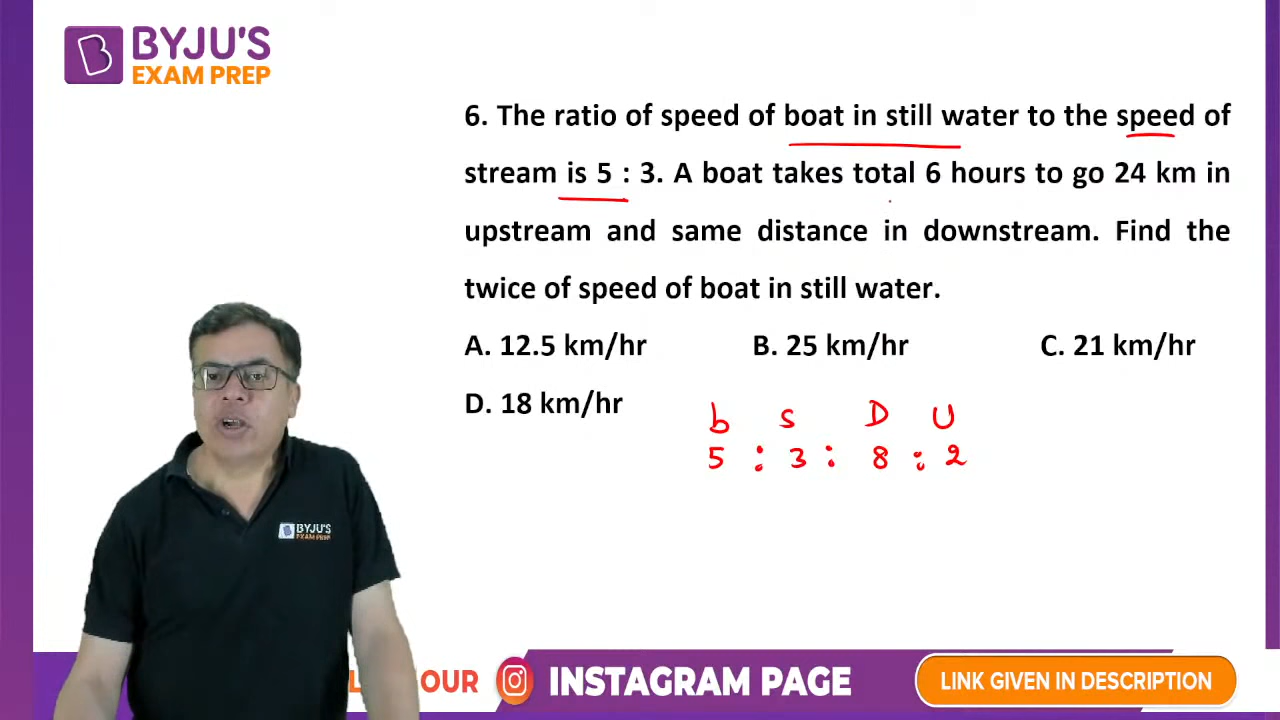 BYJU'S
EXAM PREP
6. The ratio of speed of boat in still water to the speed of
stream is 5 : 3. A boat takes total 6 hours to go 24 km in
upstream and same distance in downstream. Find the
twice of speed of boat in still water.
A. 12.5 km/hr B. 25 km/hr C. 21 km/hr
D. 18 km/hr
b s D U
5 : 3 : 8 : 2
BYJU'S
EXAM PREP
OUR INSTAGRAM PAGE
LINK GIVEN IN DESCRIPTION